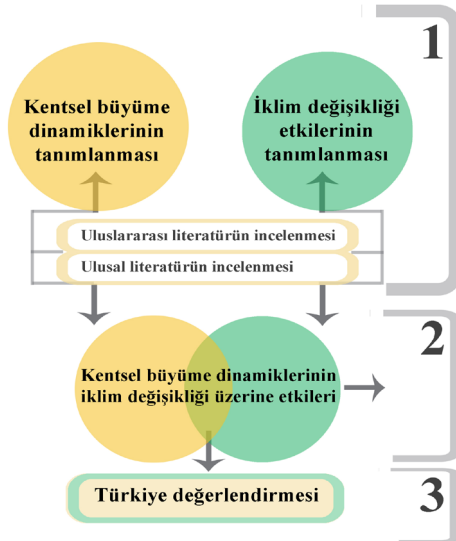 1
Kentsel büyüme
dinamiklerinin
tanımlanması
İklim değişikliği
etkilerinin
tanımlanması
Uluslararası literatürün incelenmesi
Ulusal literatürün incelenmesi
2
Kentsel büyüme dinamiklerinin
iklim değişikliği üzerine etkileri
3
Türkiye değerlendirmesi